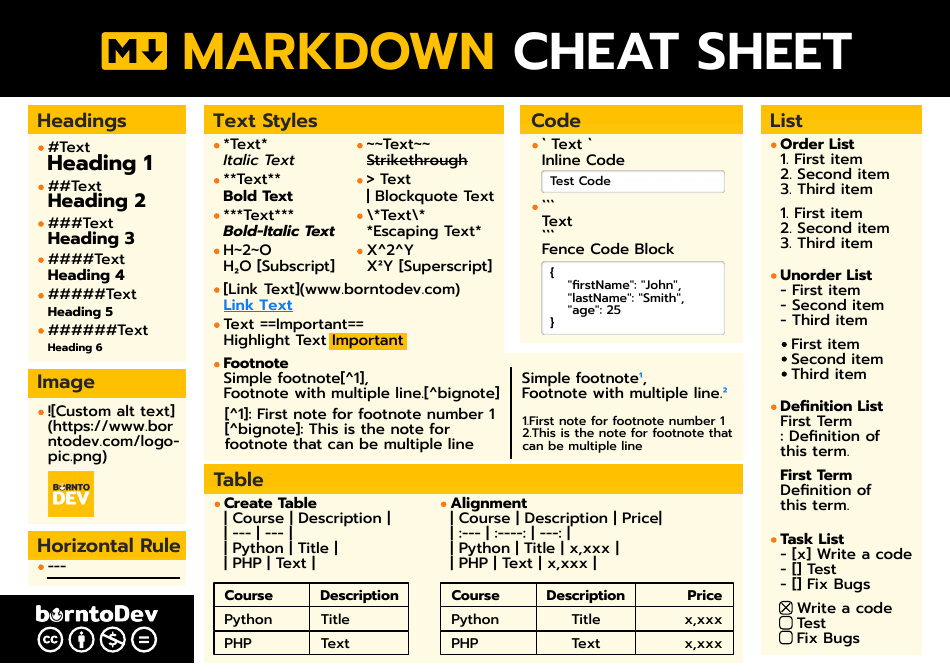 MARKDOWN CHEAT SHEET
Headings
#Text
Heading 1
##Text
Heading 2
###Text
Heading 3
####Text
Heading 4
#####Text
Heading 5
######Text
Heading 6
Image
![Custom alt text]
(https://www.bor
ntodev.com/logo-
pic.png)
BORNTO
DEV
Horizontal Rule
---
borntoDev
cc
Text Styles
*Text*
Italic Text
**Text**
Bold Text
***Text***
Bold-Italic Text
H~2~O
H₂O [Subscript]
~~Text~~
Strikethrough
> Text
| Blockquote Text
\*Text\*
*Escaping Text*
X^2^Y
X²Y [Superscript]
[Link Text](www.borntodev.com)
Link Text
Text ==Important==
Highlight Text Important
Footnote
Simple footnote[^1],
Footnote with multiple line.[^bignote]
[^1]: First note for footnote number 1
[^bignote]: This is the note for
footnote that can be multiple line
Simple footnote¹,
Footnote with multiple line.²
1.First note for footnote number 1
2.This is the note for footnote that
can be multiple line
Code
` Text `
Inline Code
Test Code
```
Text
```
Fence Code Block
{
"firstName": "John",
"lastName": "Smith",
"age": 25
}
Table
Create Table
| Course | Description |
| --- | --- |
| Python | Title |
| PHP | Text |
Course Description
Python Title
PHP Text
Alignment
| Course | Description | Price|
| :--- | :----: | ---: |
| Python | Title | x,xxx |
| PHP | Text | x,xxx |
Course Description Price
Python Title x,xxx
PHP Text x,xxx
List
Order List
1. First item
2. Second item
3. Third item
1. First item
2. Second item
3. Third item
Unorder List
- First item
- Second item
- Third item
• First item
• Second item
• Third item
Definition List
First Term
: Definition of
this term.
First Term
Definition of
this term.
Task List
- [x] Write a code
- [] Test
- [] Fix Bugs
Write a code
Test
Fix Bugs